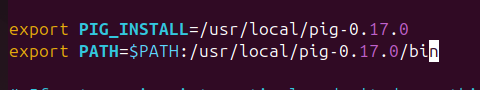 export PIG_INSTALL=/usr/local/pig-0.17.0
export PATH=$PATH:/usr/local/pig-0.17.0/bin